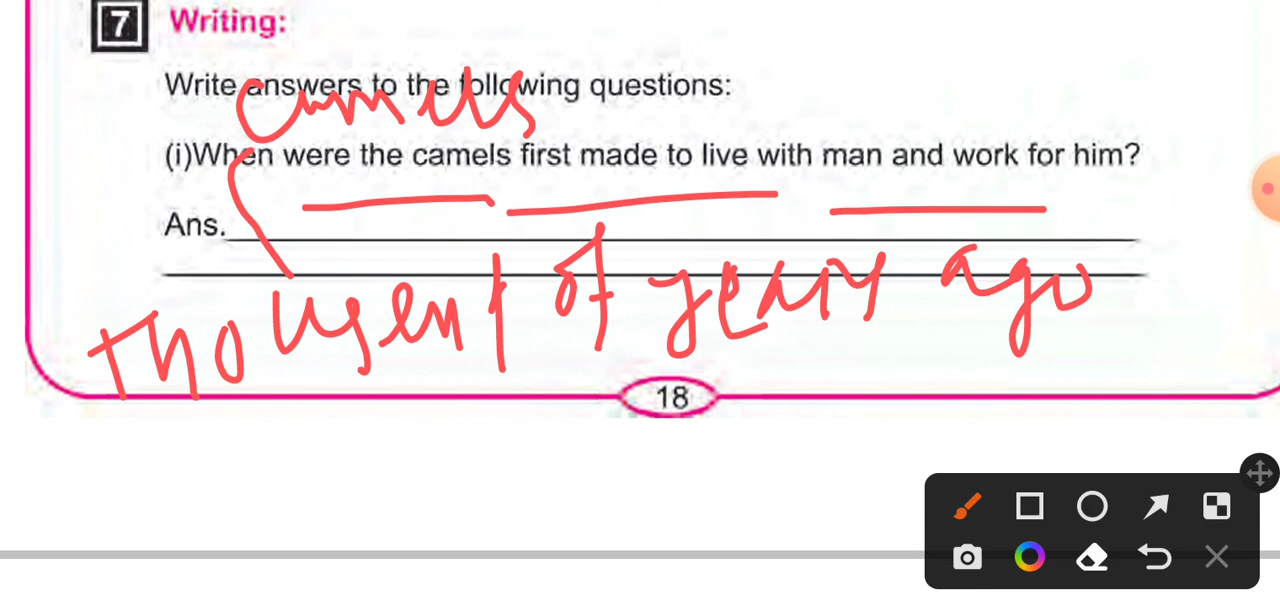 7 Writing:
Write answers to the following questions:
camels
(i)When were the camels first made to live with man and work for him?
Ans.
Thousent of years ago
18